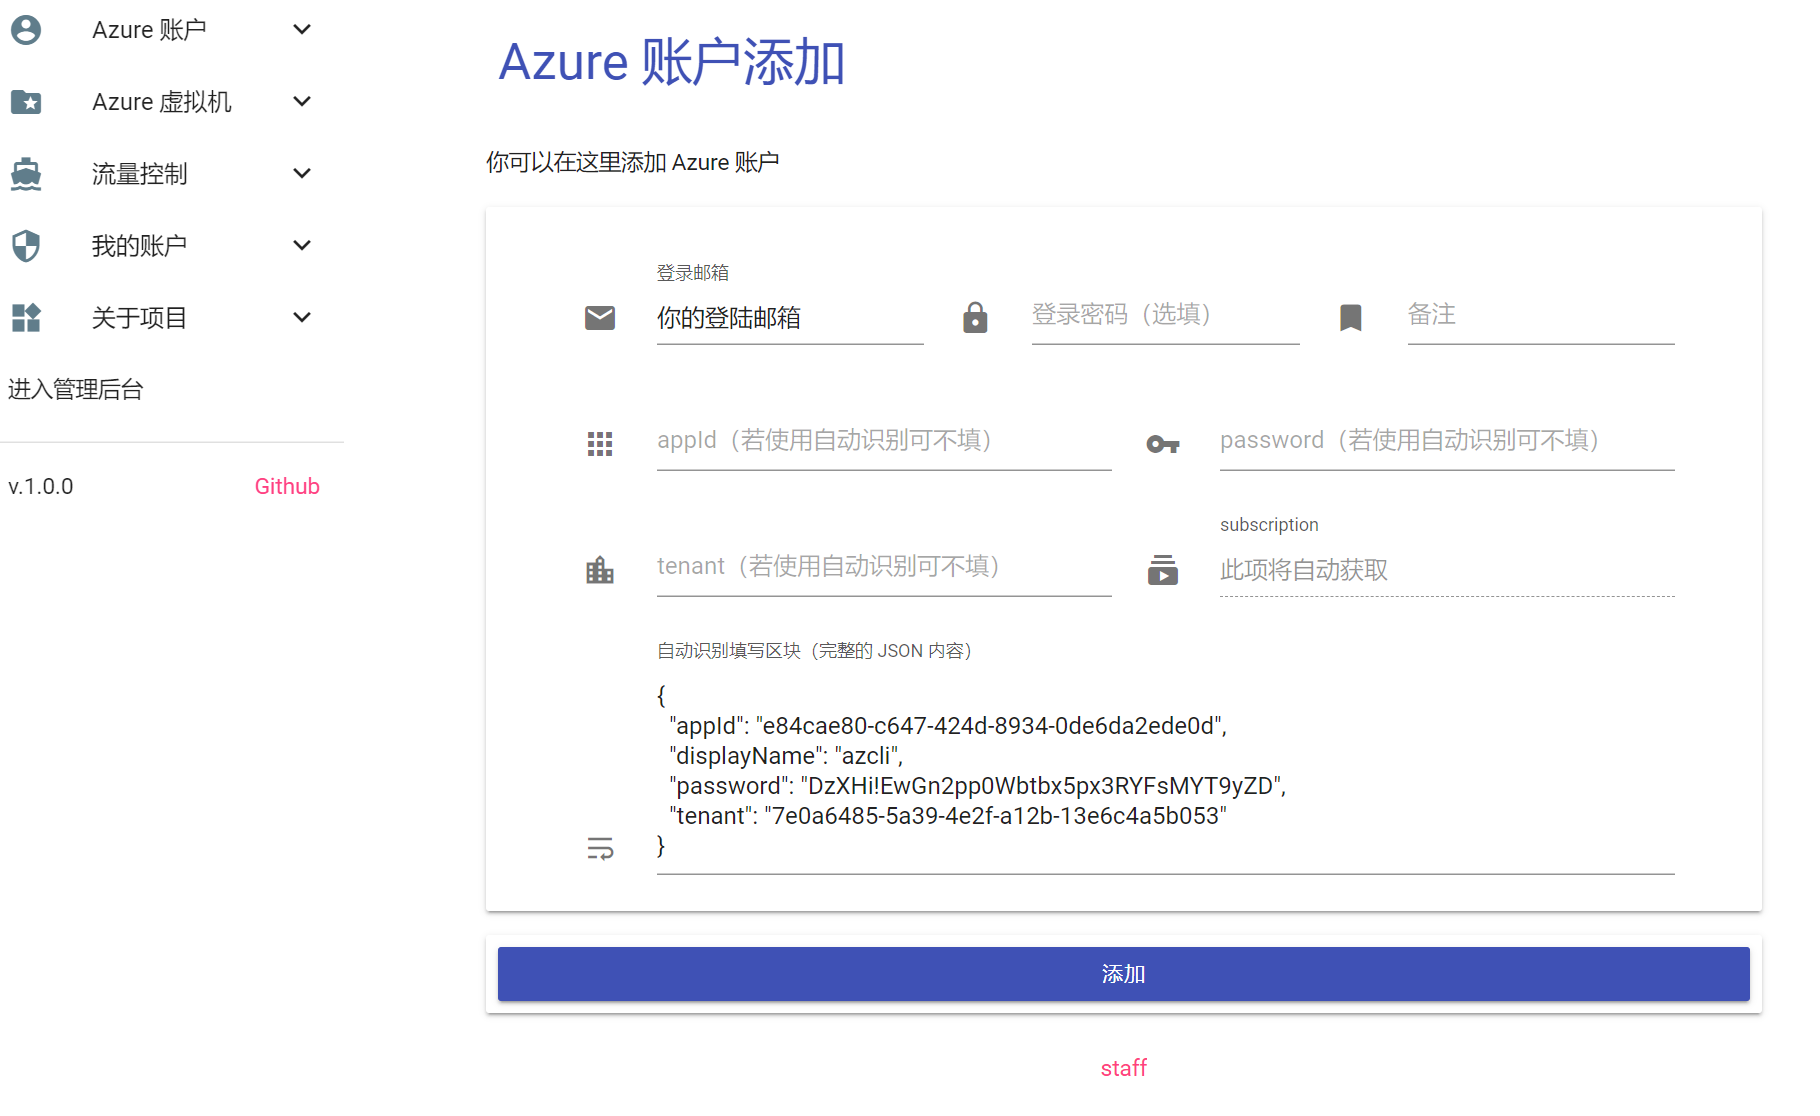 Azure 账户
Azure 虚拟机
流量控制
我的账户
关于项目
进入管理后台
v.1.0.0
Github
Azure 账户添加
你可以在这里添加 Azure 账户
登录邮箱
你的登陆邮箱
登录密码（选填）
备注
appId（若使用自动识别可不填）
password（若使用自动识别可不填）
tenant（若使用自动识别可不填）
subscription
此项将自动获取
自动识别填写区块（完整的 JSON 内容）
{
"appId": "e84cae80-c647-424d-8934-0de6da2ede0d",
"displayName": "azcli",
"password": "DzXHi!EwGn2pp0Wbtbx5px3RYFsMYT9yZD",
"tenant": "7e0a6485-5a39-4e2f-a12b-13e6c4a5b053"
}
添加
staff